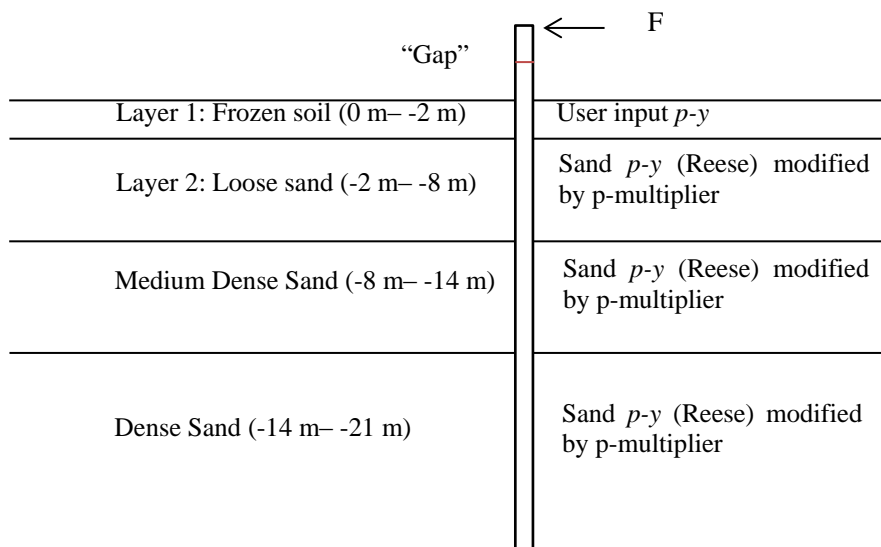 F
“Gap”
Layer 1: Frozen soil (0 m– -2 m)
User input p-y
Layer 2: Loose sand (-2 m– -8 m)
Sand p-y (Reese) modified
by p-multiplier
Medium Dense Sand (-8 m– -14 m)
Sand p-y (Reese) modified
by p-multiplier
Dense Sand (-14 m– -21 m)
Sand p-y (Reese) modified
by p-multiplier